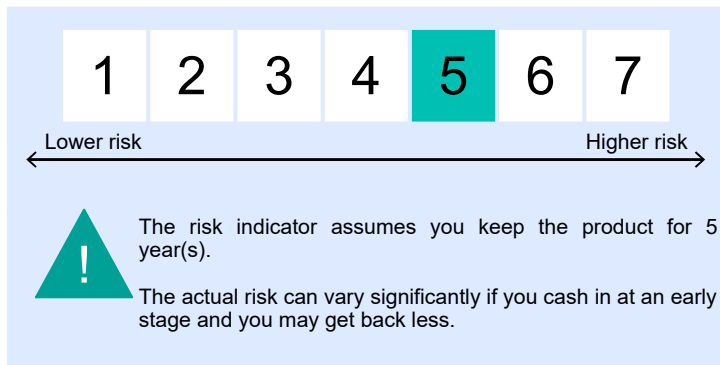 1 2 3 4 5 6 7
Lower risk Higher risk
!
The risk indicator assumes you keep the product for 5
year(s).
The actual risk can vary significantly if you cash in at an early
stage and you may get back less.